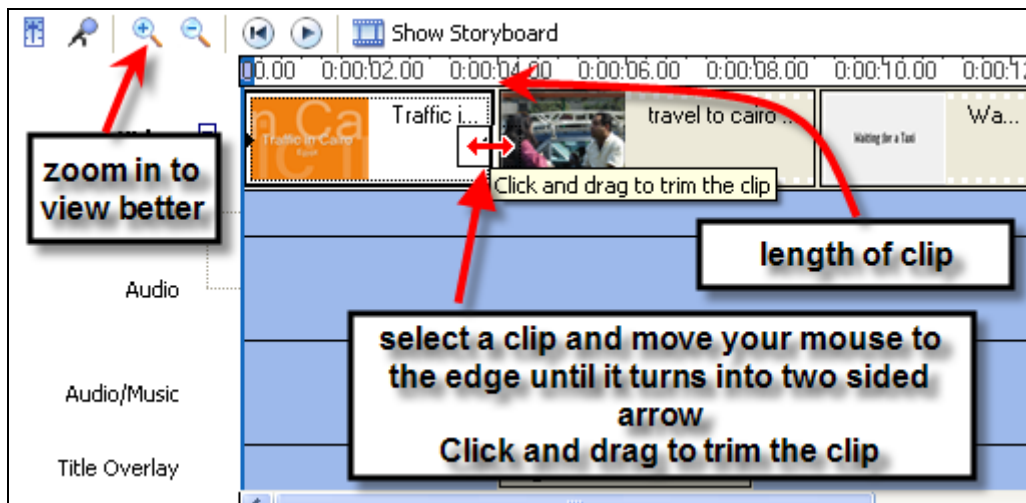 Show Storyboard
0.00 0:00:02.00 0:00:04.00 0:00:06.00 0:00:08.00 0:00:10.00 0:00:1
Traffic in Cairo
Egypt
Traffic i...
travel to cairo ...
Waiting for a Taxi
Wa...
zoom in to
view better
Click and drag to trim the clip
length of clip
Audio
select a clip and move your mouse to
the edge until it turns into two sided
arrow
Click and drag to trim the clip
Audio/Music
Title Overlay